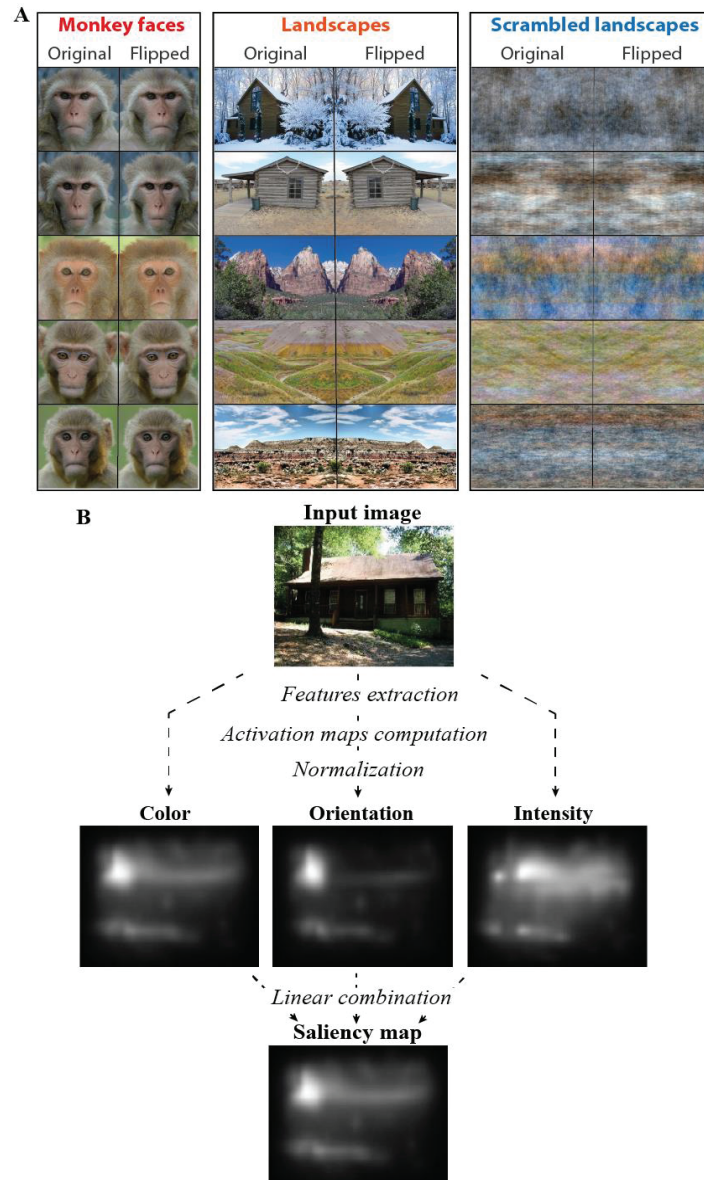 A
Monkey faces
Original Flipped
Landscapes
Original Flipped
Scrambled landscapes
Original Flipped
B
Input image
Features extraction
Activation maps computation
Normalization
Color Orientation Intensity
Linear combination
Saliency map